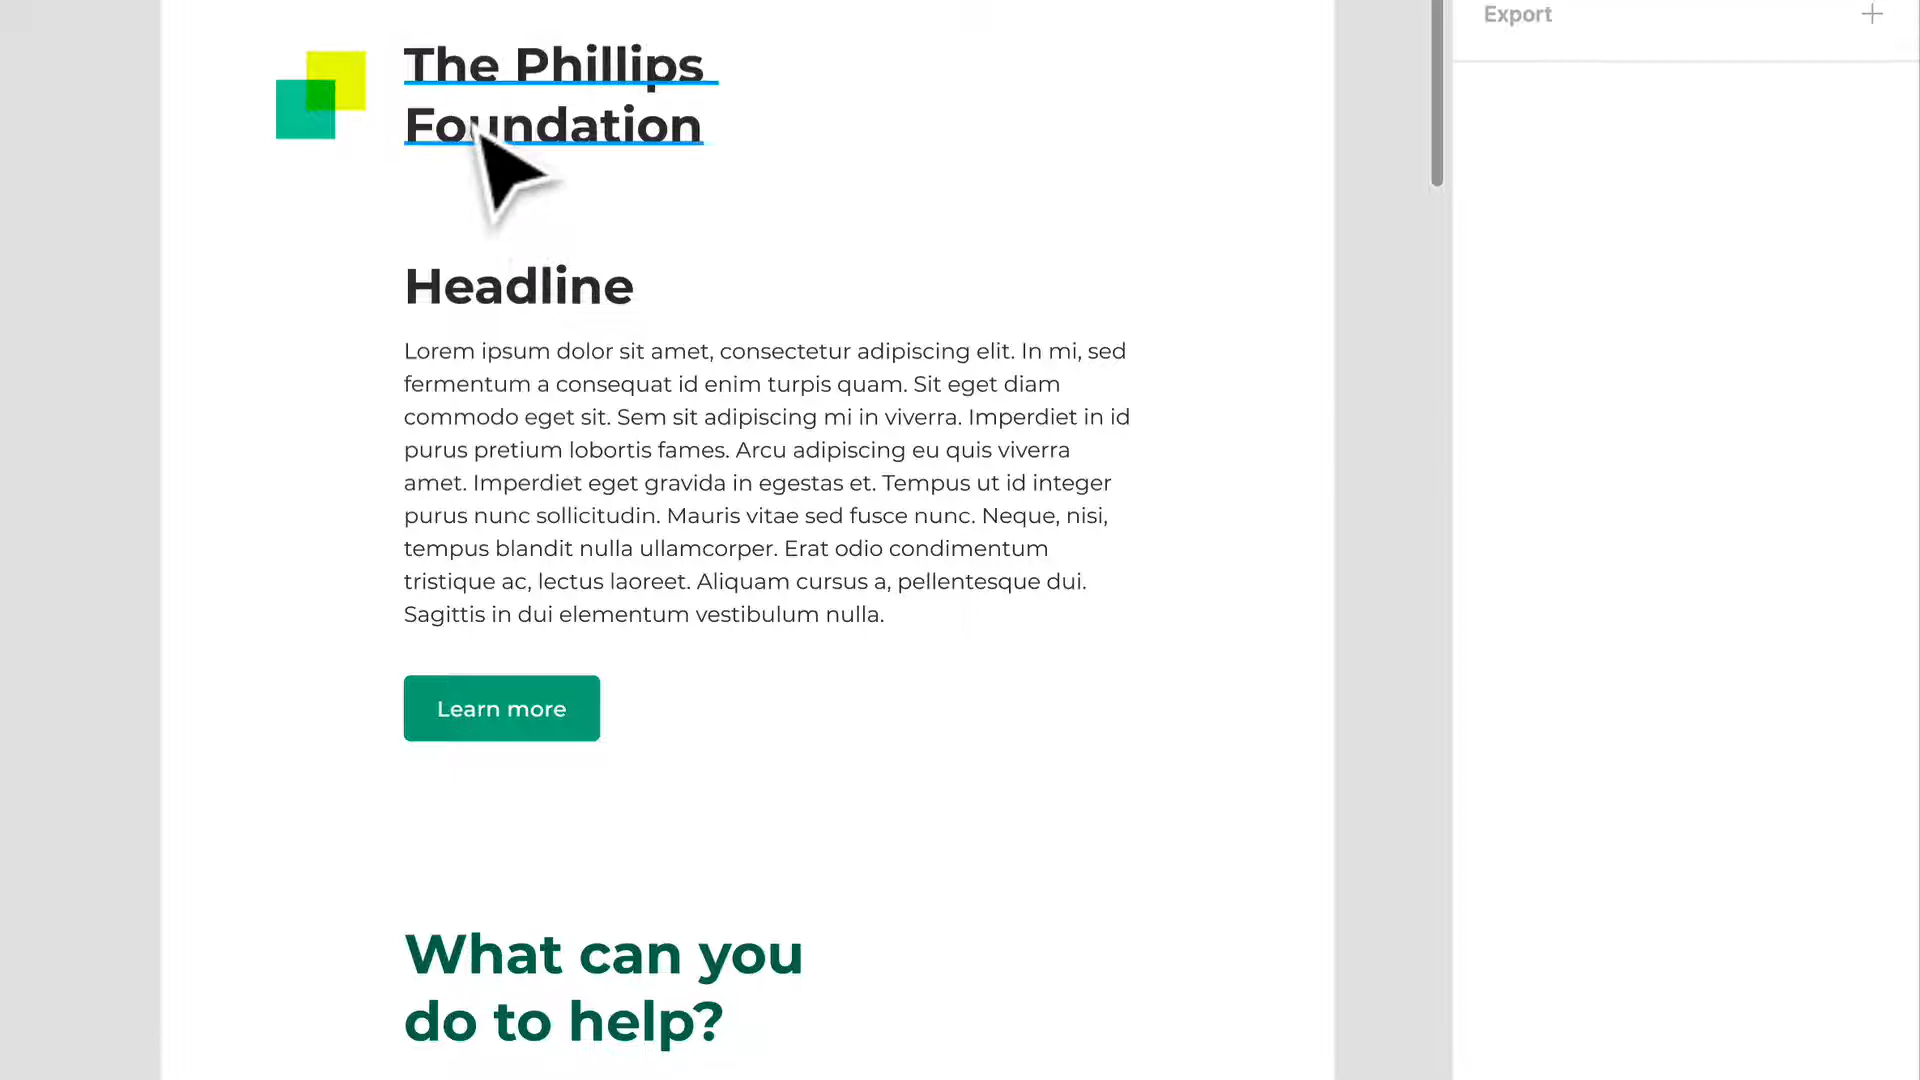 Export
The Phillips
Foundation
Headline
Lorem ipsum dolor sit amet, consectetur adipiscing elit. In mi, sed
fermentum a consequat id enim turpis quam. Sit eget diam
commodo eget sit. Sem sit adipiscing mi in viverra. Imperdiet in id
purus pretium lobortis fames. Arcu adipiscing eu quis viverra
amet. Imperdiet eget gravida in egestas et. Tempus ut id integer
purus nunc sollicitudin. Mauris vitae sed fusce nunc. Neque, nisi,
tempus blandit nulla ullamcorper. Erat odio condimentum
tristique ac, lectus laoreet. Aliquam cursus a, pellentesque dui.
Sagittis in dui elementum vestibulum nulla.
Learn more
What can you
do to help?